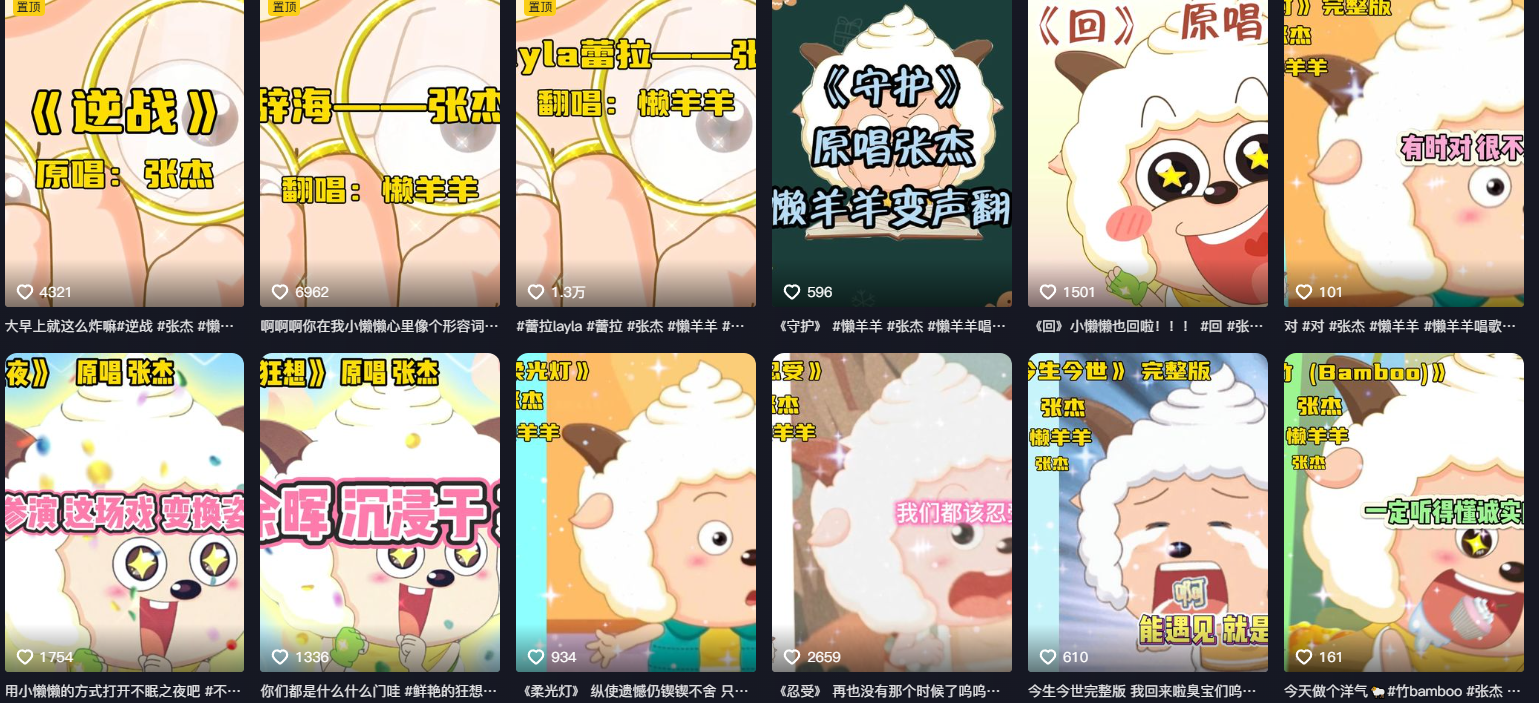 置顶
《逆战》
原唱：张杰
4321
大早上就这么炸嘛#逆战 #张杰 #懒…
置顶
辞海——张杰
翻唱：懒羊羊
6962
啊啊啊你在我小懒懒心里像个形容词…
置顶
ayla蕾拉——张
翻唱：懒羊羊
1.3万
#蕾拉layla #蕾拉 #张杰 #懒羊羊 #…
《守护》
原唱张杰
懒羊羊变声翻
596
《守护》 #懒羊羊 #张杰 #懒羊羊唱…
《回》 原唱
1501
《回》小懒懒也回啦！！！ #回 #张…
》 完整版
张杰
羊羊
有时对 很不
101
对 #对 #张杰 #懒羊羊 #懒羊羊唱歌…
夜》 原唱 张杰
参演 这场戏 变换姿
1754
用小懒懒的方式打开不眠之夜吧 #不…
狂想》 原唱 张杰
余晖 沉浸于
1336
你们都是什么什么门哇 #鲜艳的狂想…
柔光灯》
张杰
羊羊
934
《柔光灯》 纵使遗憾仍锲锲不舍 只…
忍受》
张杰
羊羊
我们都该忍受
2659
《忍受》 再也没有那个时候了呜呜…
今生今世》 完整版
张杰
懒羊羊
张杰
啊
能遇见 就是
610
今生今世完整版 我回来啦臭宝们呜…
竹 (Bamboo)》
张杰
懒羊羊
张杰
一定听得懂诚实
161
今天做个洋气🐑#竹bamboo #张杰 …